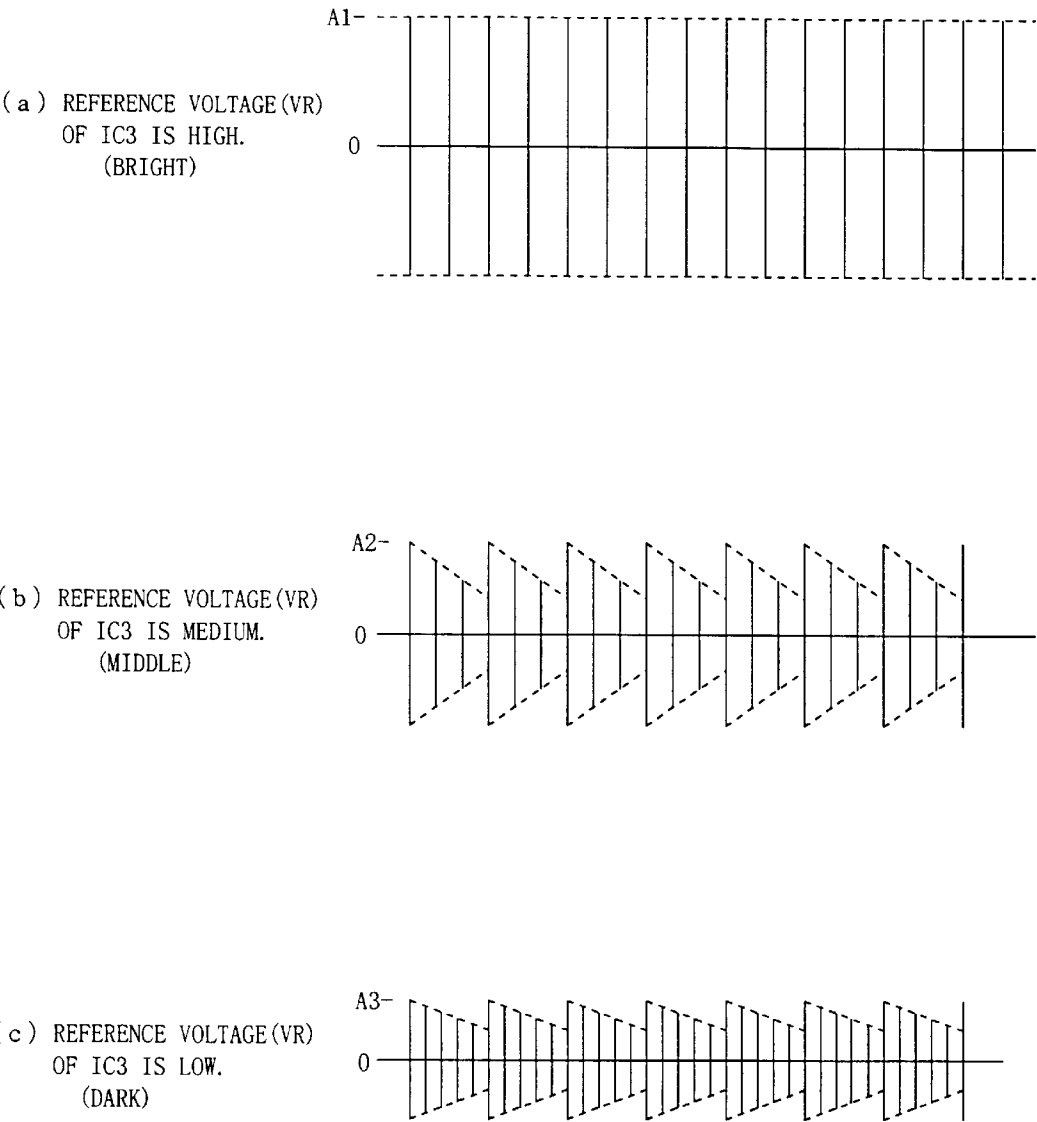 A1-
(a) REFERENCE VOLTAGE(VR)
OF IC3 IS HIGH.
(BRIGHT)
0
A2-
(b) REFERENCE VOLTAGE(VR)
OF IC3 IS MEDIUM.
(MIDDLE)
0
A3-
(c) REFERENCE VOLTAGE(VR)
OF IC3 IS LOW.
(DARK)
0